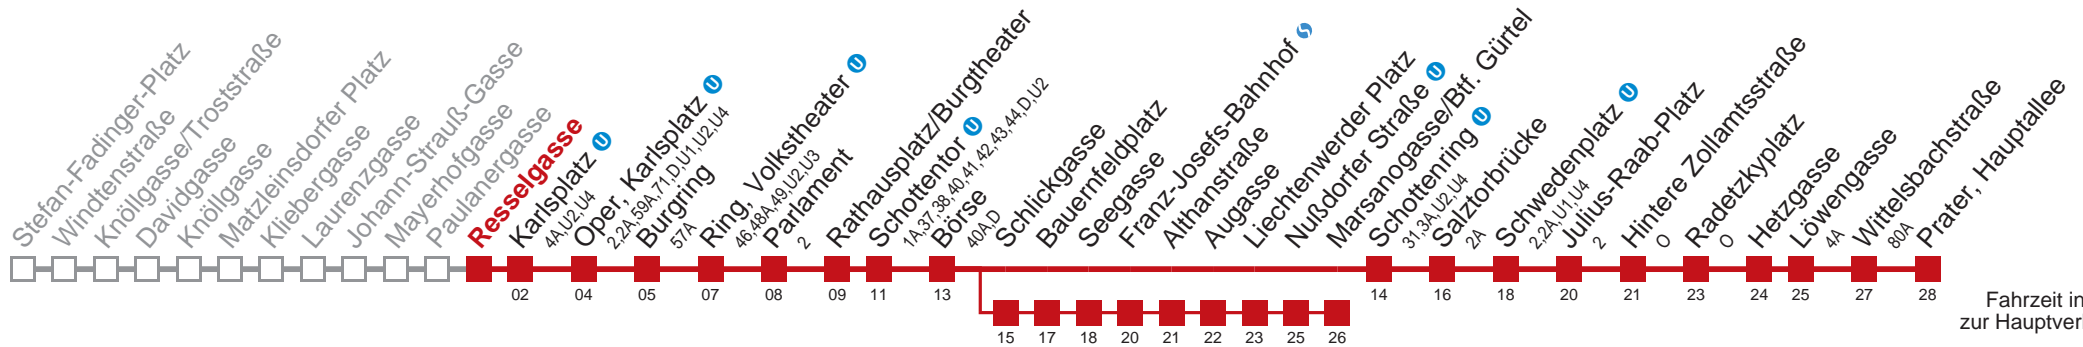 Stefan-Fadinger-Platz
Windtenstraße
Knöllgasse/Troststraße
Davidgasse
Knöllgasse
Matzleinsdorfer Platz
Kliebergasse
Laurenzgasse
Johann-Strauß-Gasse
Mayerhofgasse
Paulanergasse
Resselgasse
Karlsplatz U
4A,U2,U4
Oper, Karlsplatz U
2,2A,59A,71,D,U1,U2,U4
Burgring
57A
Ring, Volkstheater U
46,48A,49,U2,U3
Parlament
2
Rathausplatz/Burgtheater
Schottentor U
1A,37,38,40,41,42,43,44,D,U2
Börse
40A,D
Schlickgasse
Bauernfeldplatz
Seegasse
Franz-Josefs-Bahnhof S
Althanstraße
Augasse
Liechtenwerder Platz
Nußdorfer Straße U
Marsanogasse/Btf. Gürtel
Schottenring U
31,3A,U2,U4
Salztorbrücke
2A
Schwedenplatz U
2,2A,U1,U4
Julius-Raab-Platz
2
Hintere Zollamtsstraße
O
Radetzkyplatz
O
Hetzgasse
Löwengasse
4A
Wittelsbachstraße
80A
Prater, Hauptallee
02 04 05 07 08 09 11 13 14 16 18 20 21 23 24 25 27 28
15 17 18 20 21 22 23 25 26
Fahrzeit in
zur Hauptver